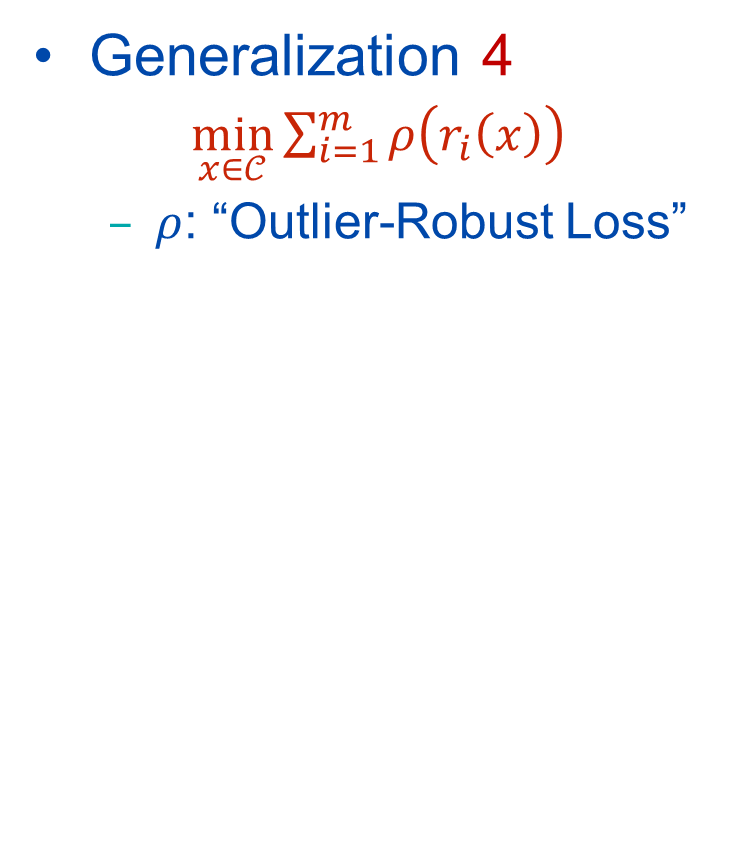 • Generalization 4
min_{x∈𝒞} ∑_{i=1}^{m} ρ(r_i(x))
– ρ: “Outlier-Robust Loss”